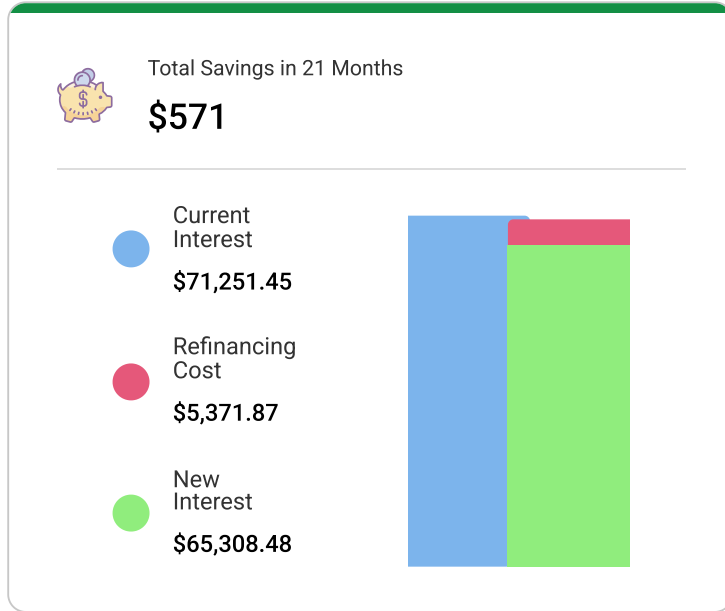 Total Savings in 21 Months
$
$571
Current
Interest
$71,251.45
Refinancing
Cost
$5,371.87
New
Interest
$65,308.48